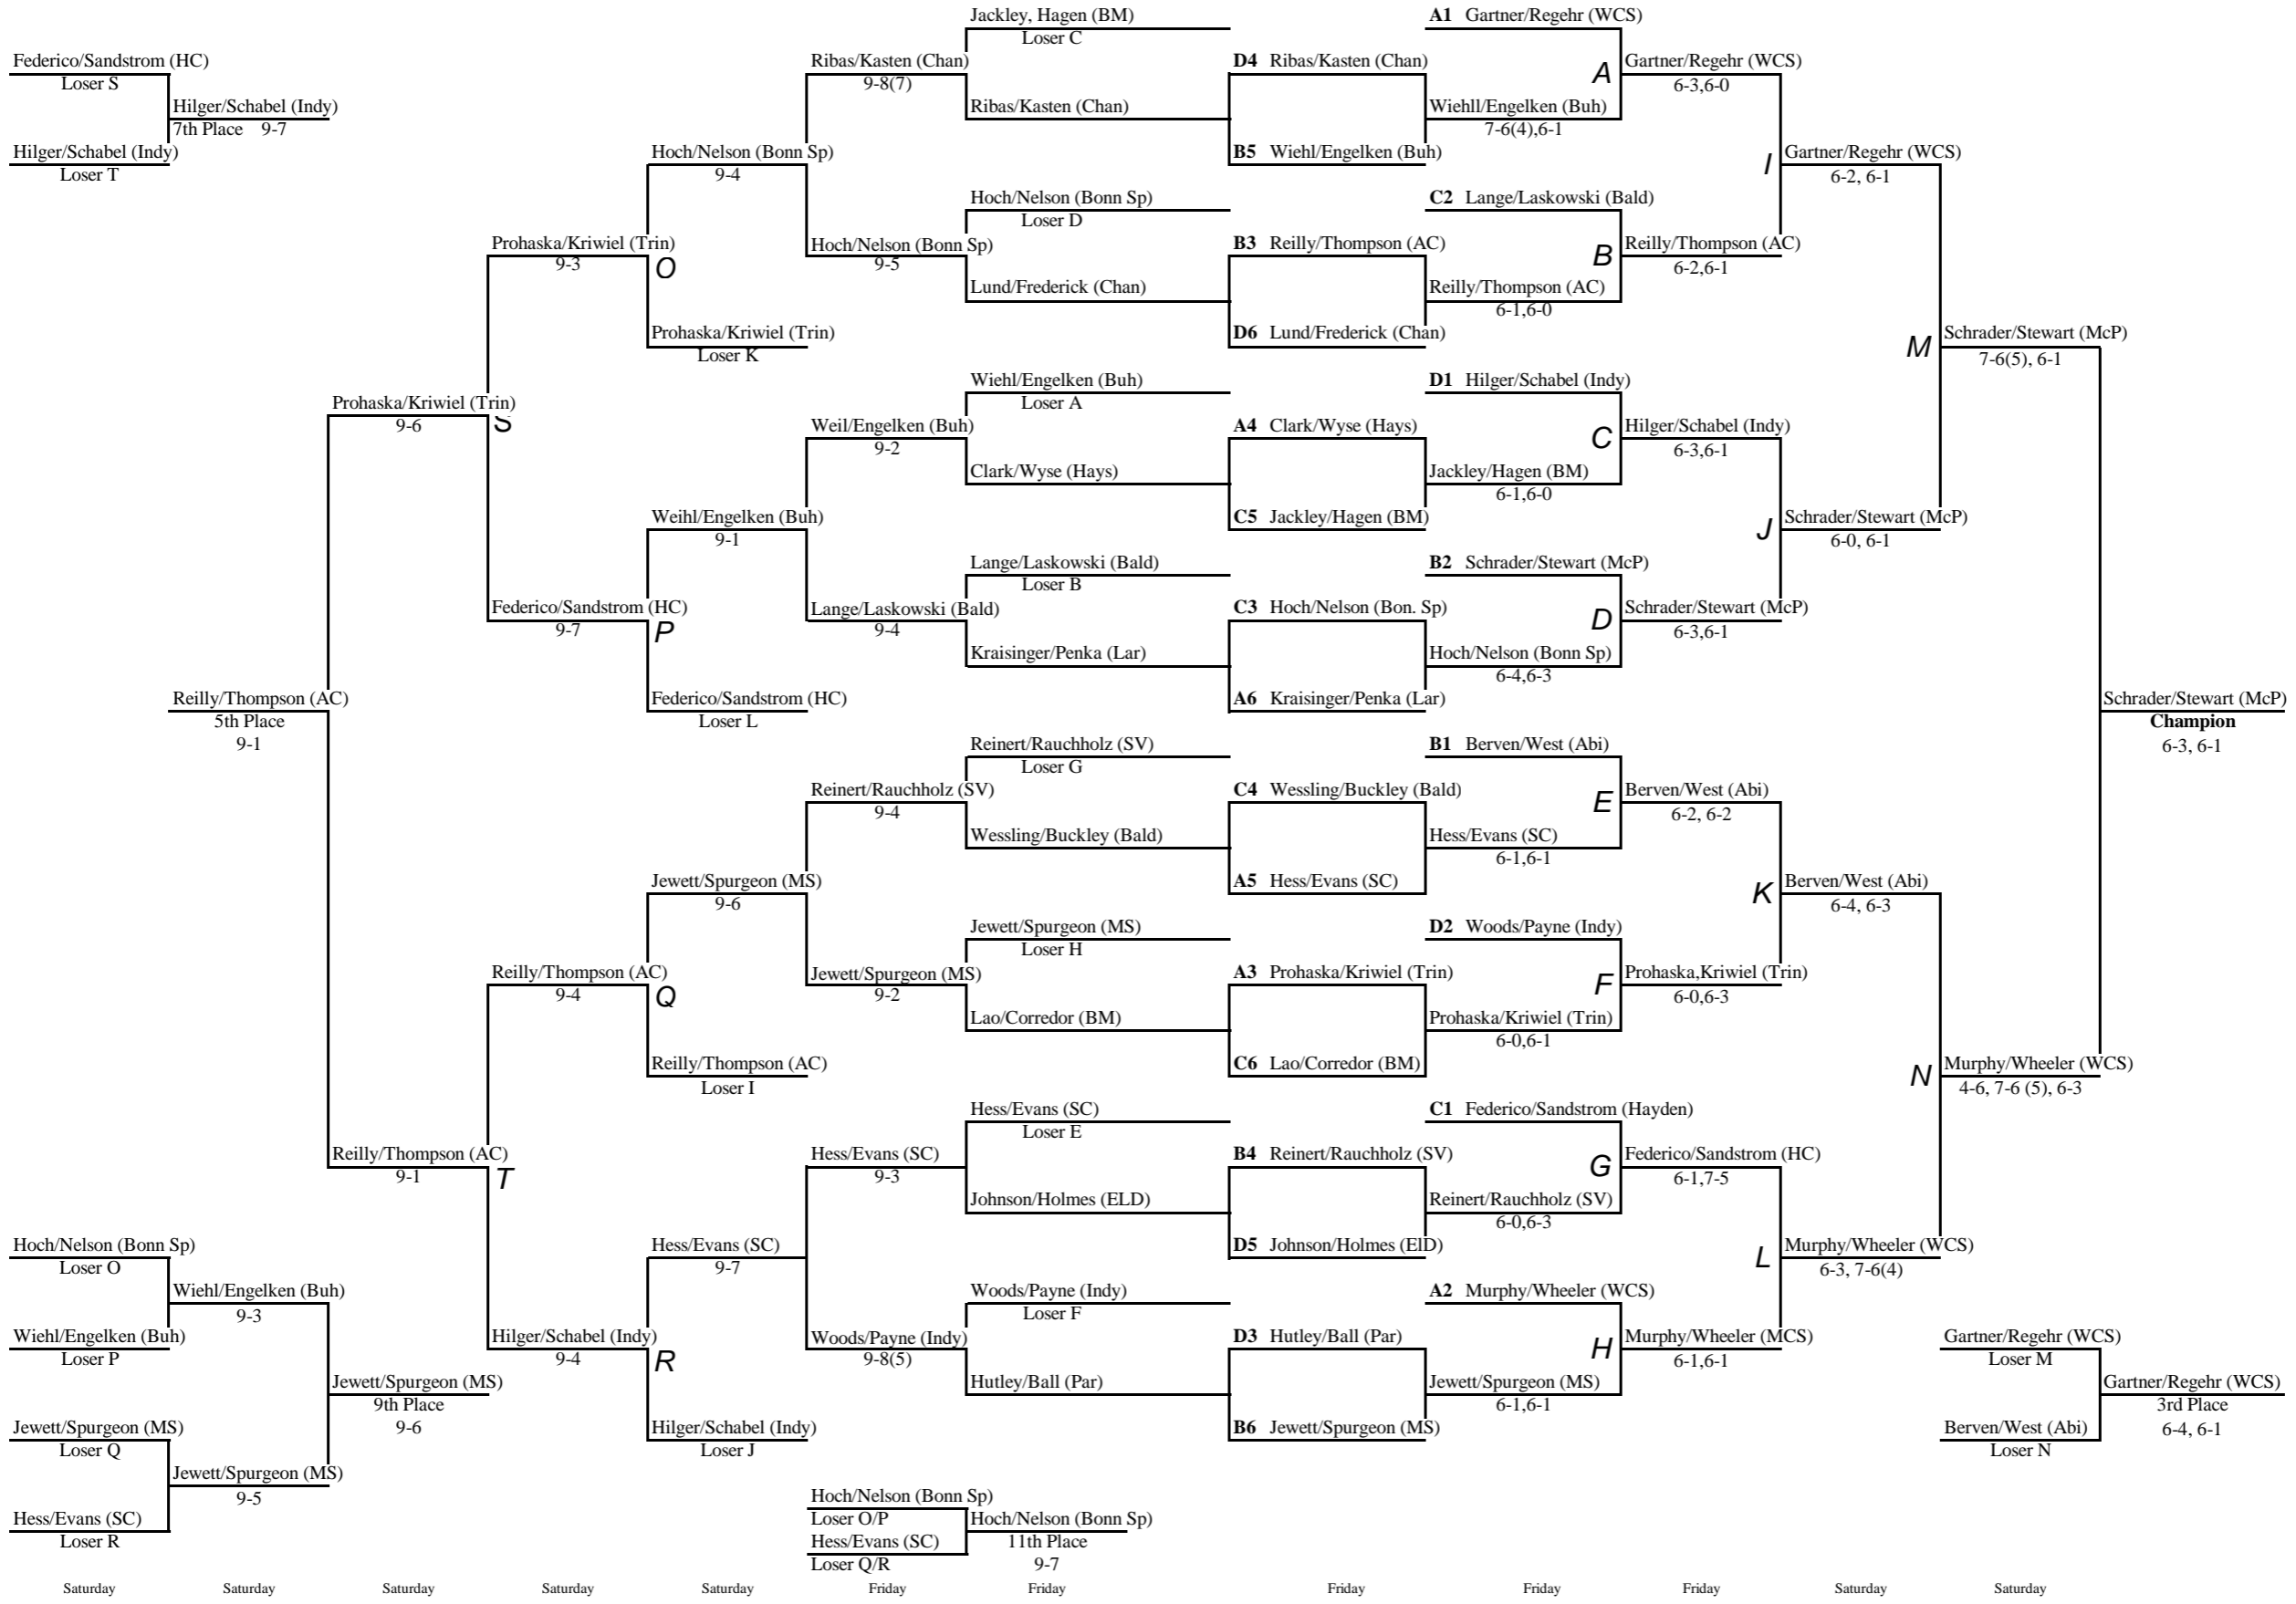 Federico/Sandstrom (HC)
Loser S
Hilger/Schabel (Indy)
7th Place 9-7
Hilger/Schabel (Indy)
Loser T
Reilly/Thompson (AC)
5th Place
9-1
Hoch/Nelson (Bonn Sp)
Loser O
Wiehl/Engelken (Buh)
9-3
Wiehl/Engelken (Buh)
Loser P
Jewett/Spurgeon (MS)
9th Place
9-6
Jewett/Spurgeon (MS)
Loser Q
Jewett/Spurgeon (MS)
9-5
Hess/Evans (SC)
Loser R
Prohaska/Kriwiel (Trin)
9-6
Reilly/Thompson (AC)
9-1
Prohaska/Kriwiel (Trin)
9-3
S
Federico/Sandstrom (HC)
9-7
Reilly/Thompson (AC)
9-4
T
Hilger/Schabel (Indy)
9-4
Hoch/Nelson (Bonn Sp)
9-4
O
Prohaska/Kriwiel (Trin)
Loser K
Weihl/Engelken (Buh)
9-1
P
Federico/Sandstrom (HC)
Loser L
Jewett/Spurgeon (MS)
9-6
Q
Reilly/Thompson (AC)
Loser I
Hess/Evans (SC)
9-7
R
Hilger/Schabel (Indy)
Loser J
Ribas/Kasten (Chan)
9-8(7)
Hoch/Nelson (Bonn Sp)
9-5
Weil/Engelken (Buh)
9-2
Lange/Laskowski (Bald)
9-4
Reinert/Rauchholz (SV)
9-4
Jewett/Spurgeon (MS)
9-2
Hess/Evans (SC)
9-3
Woods/Payne (Indy)
9-8(5)
Hoch/Nelson (Bonn Sp)
Loser O/P
Hess/Evans (SC)
Loser Q/R
Hoch/Nelson (Bonn Sp)
11th Place
9-7
Jackley, Hagen (BM)
Loser C
Ribas/Kasten (Chan)
Hoch/Nelson (Bonn Sp)
Loser D
Lund/Frederick (Chan)
Wiehl/Engelken (Buh)
Loser A
Clark/Wyse (Hays)
Lange/Laskowski (Bald)
Loser B
Kraisinger/Penka (Lar)
Reinert/Rauchholz (SV)
Loser G
Wessling/Buckley (Bald)
Jewett/Spurgeon (MS)
Loser H
Lao/Corredor (BM)
Hess/Evans (SC)
Loser E
Johnson/Holmes (ELD)
Woods/Payne (Indy)
Loser F
Hutley/Ball (Par)
D4 Ribas/Kasten (Chan)
B5 Wiehl/Engelken (Buh)
B3 Reilly/Thompson (AC)
D6 Lund/Frederick (Chan)
A4 Clark/Wyse (Hays)
C5 Jackley/Hagen (BM)
C3 Hoch/Nelson (Bon. Sp)
A6 Kraisinger/Penka (Lar)
C4 Wessling/Buckley (Bald)
A5 Hess/Evans (SC)
A3 Prohaska/Kriwiel (Trin)
C6 Lao/Corredor (BM)
B4 Reinert/Rauchholz (SV)
D5 Johnson/Holmes (ElD)
D3 Hutley/Ball (Par)
B6 Jewett/Spurgeon (MS)
A1 Gartner/Regehr (WCS)
A
Wiehll/Engelken (Buh)
7-6(4),6-1
C2 Lange/Laskowski (Bald)
B
Reilly/Thompson (AC)
6-1,6-0
D1 Hilger/Schabel (Indy)
C
Jackley/Hagen (BM)
6-1,6-0
B2 Schrader/Stewart (McP)
D
Hoch/Nelson (Bonn Sp)
6-4,6-3
B1 Berven/West (Abi)
E
Hess/Evans (SC)
6-1,6-1
D2 Woods/Payne (Indy)
F
Prohaska/Kriwiel (Trin)
6-0,6-1
C1 Federico/Sandstrom (Hayden)
G
Reinert/Rauchholz (SV)
6-0,6-3
A2 Murphy/Wheeler (WCS)
H
Jewett/Spurgeon (MS)
6-1,6-1
Gartner/Regehr (WCS)
6-3,6-0
I
Reilly/Thompson (AC)
6-2,6-1
Hilger/Schabel (Indy)
6-3,6-1
J
Schrader/Stewart (McP)
6-3,6-1
Berven/West (Abi)
6-2, 6-2
K
Prohaska,Kriwiel (Trin)
6-0,6-3
Federico/Sandstrom (HC)
6-1,7-5
L
Murphy/Wheeler (MCS)
6-1,6-1
Gartner/Regehr (WCS)
6-2, 6-1
M
Schrader/Stewart (McP)
6-0, 6-1
Berven/West (Abi)
6-4, 6-3
N
Murphy/Wheeler (WCS)
6-3, 7-6(4)
Schrader/Stewart (McP)
7-6(5), 6-1
Murphy/Wheeler (WCS)
4-6, 7-6 (5), 6-3
Schrader/Stewart (McP)
Champion
6-3, 6-1
Gartner/Regehr (WCS)
Loser M
Gartner/Regehr (WCS)
3rd Place
6-4, 6-1
Berven/West (Abi)
Loser N
Saturday Saturday Saturday Saturday Saturday Friday Friday Friday Friday Friday Saturday Saturday